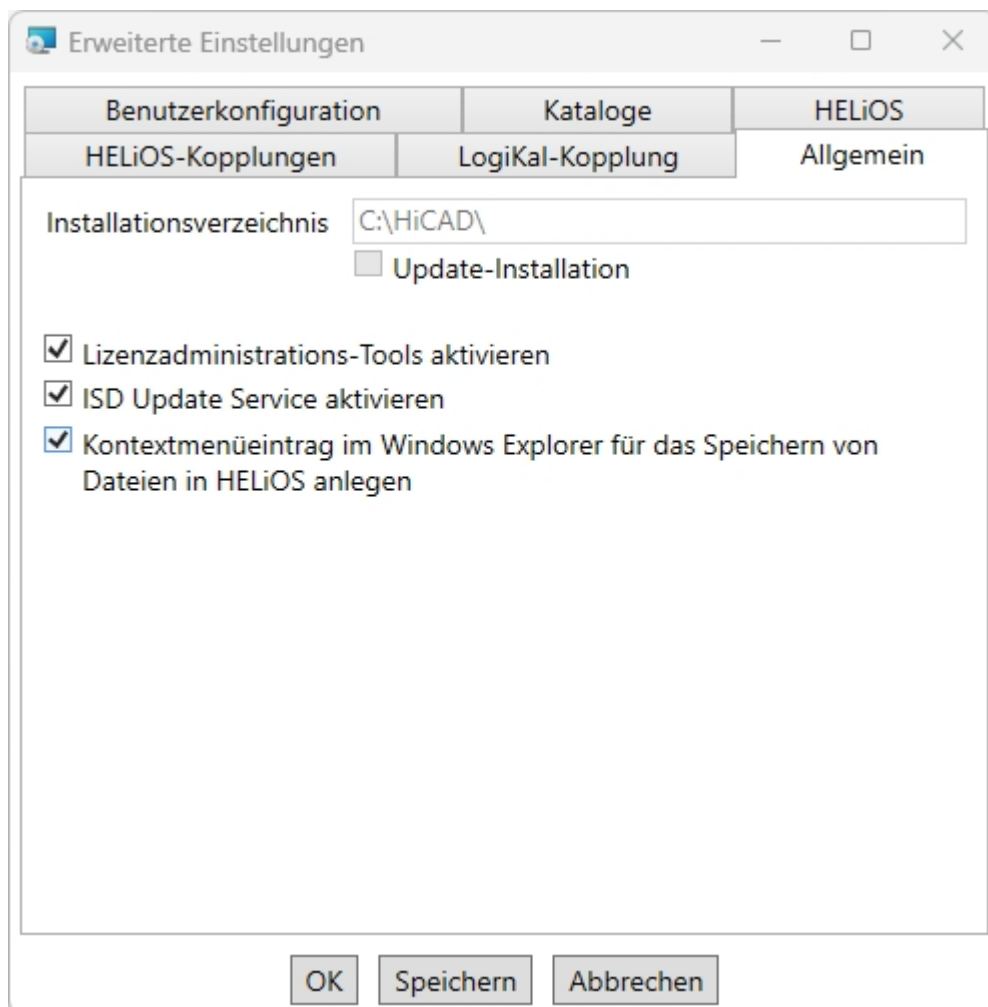 Erweiterte Einstellungen
Benutzerkonfiguration Kataloge HELiOS
HELiOS-Kopplungen LogiKal-Kopplung Allgemein
Installationsverzeichnis C:\HiCAD\
Update-Installation
Lizenzadministrations-Tools aktivieren
ISD Update Service aktivieren
Kontextmenüeintrag im Windows Explorer für das Speichern von
Dateien in HELiOS anlegen
OK Speichern Abbrechen